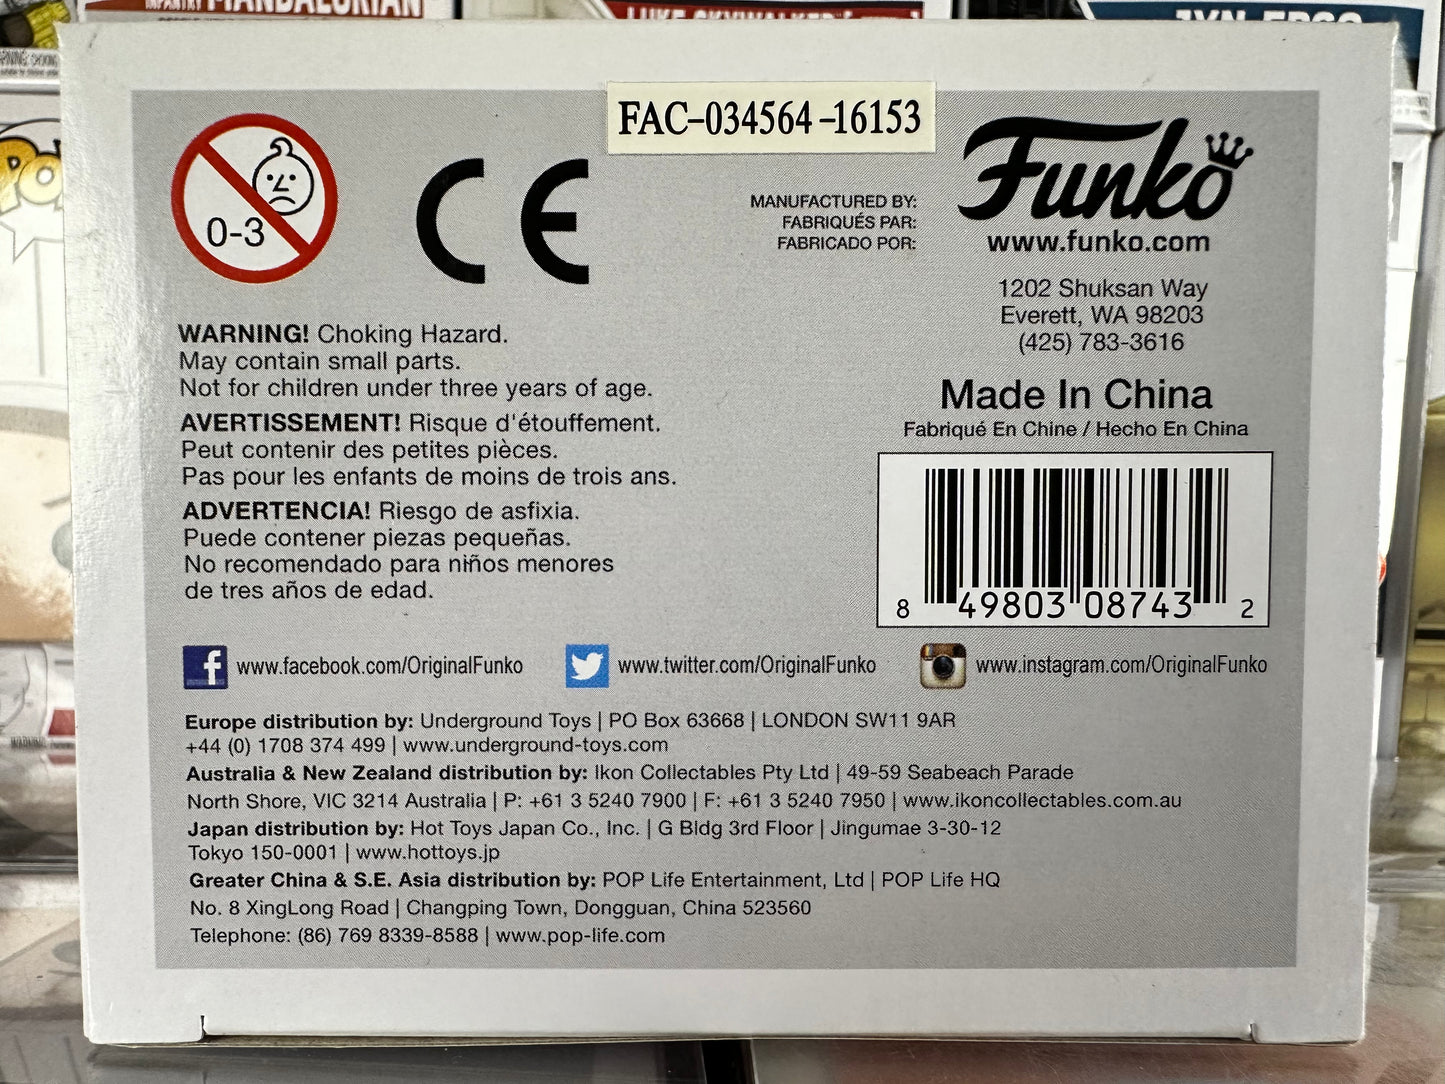 INFANTRY MANDALORIAN
LUKE SKYWALKER
JYN ERSO
FAC-034564-16153
0-3
CE
MANUFACTURED BY:
FABRIQUÉS PAR:
FABRICADO POR:
Funko
www.funko.com
1202 Shuksan Way
Everett, WA 98203
(425) 783-3616
WARNING! Choking Hazard.
May contain small parts.
Not for children under three years of age.
AVERTISSEMENT! Risque d'étouffement.
Peut contenir des petites pièces.
Pas pour les enfants de moins de trois ans.
ADVERTENCIA! Riesgo de asfixia.
Puede contener piezas pequeñas.
No recomendado para niños menores
de tres años de edad.
Made In China
Fabriqué En Chine / Hecho En China
8 49803 08743 2
f www.facebook.com/OriginalFunko
www.twitter.com/OriginalFunko
www.instagram.com/OriginalFunko
Europe distribution by: Underground Toys | PO Box 63668 | LONDON SW11 9AR
+44 (0) 1708 374 499 | www.underground-toys.com
Australia & New Zealand distribution by: Ikon Collectables Pty Ltd | 49-59 Seabeach Parade
North Shore, VIC 3214 Australia | P: +61 3 5240 7900 | F: +61 3 5240 7950 | www.ikoncollectables.com.au
Japan distribution by: Hot Toys Japan Co., Inc. | G Bldg 3rd Floor | Jingumae 3-30-12
Tokyo 150-0001 | www.hottoys.jp
Greater China & S.E. Asia distribution by: POP Life Entertainment, Ltd | POP Life HQ
No. 8 XingLong Road | Changping Town, Dongguan, China 523560
Telephone: (86) 769 8339-8588 | www.pop-life.com